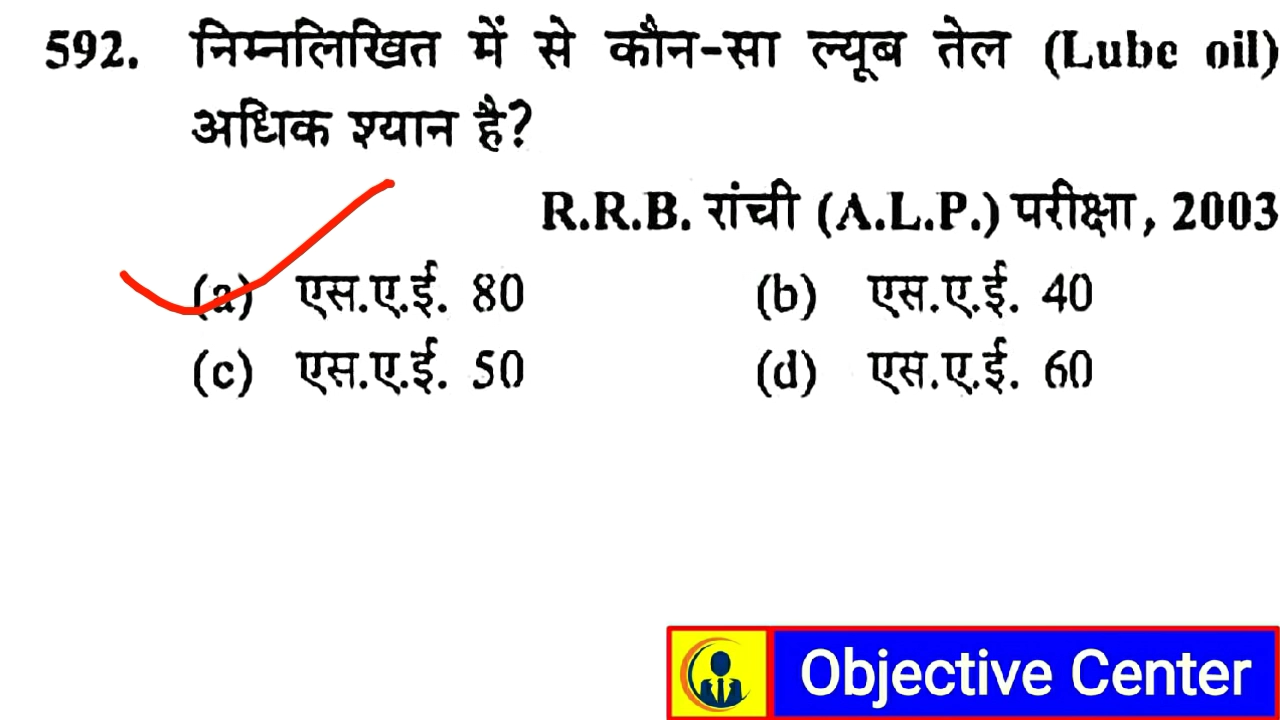 592. निम्नलिखित में से कौन-सा ल्यूब तेल (Lube oil)
अधिक श्यान है?
R.R.B. रांची (A.L.P.) परीक्षा, 2003
(a) एस.ए.ई. 80 (b) एस.ए.ई. 40
(c) एस.ए.ई. 50 (d) एस.ए.ई. 60
Objective Center